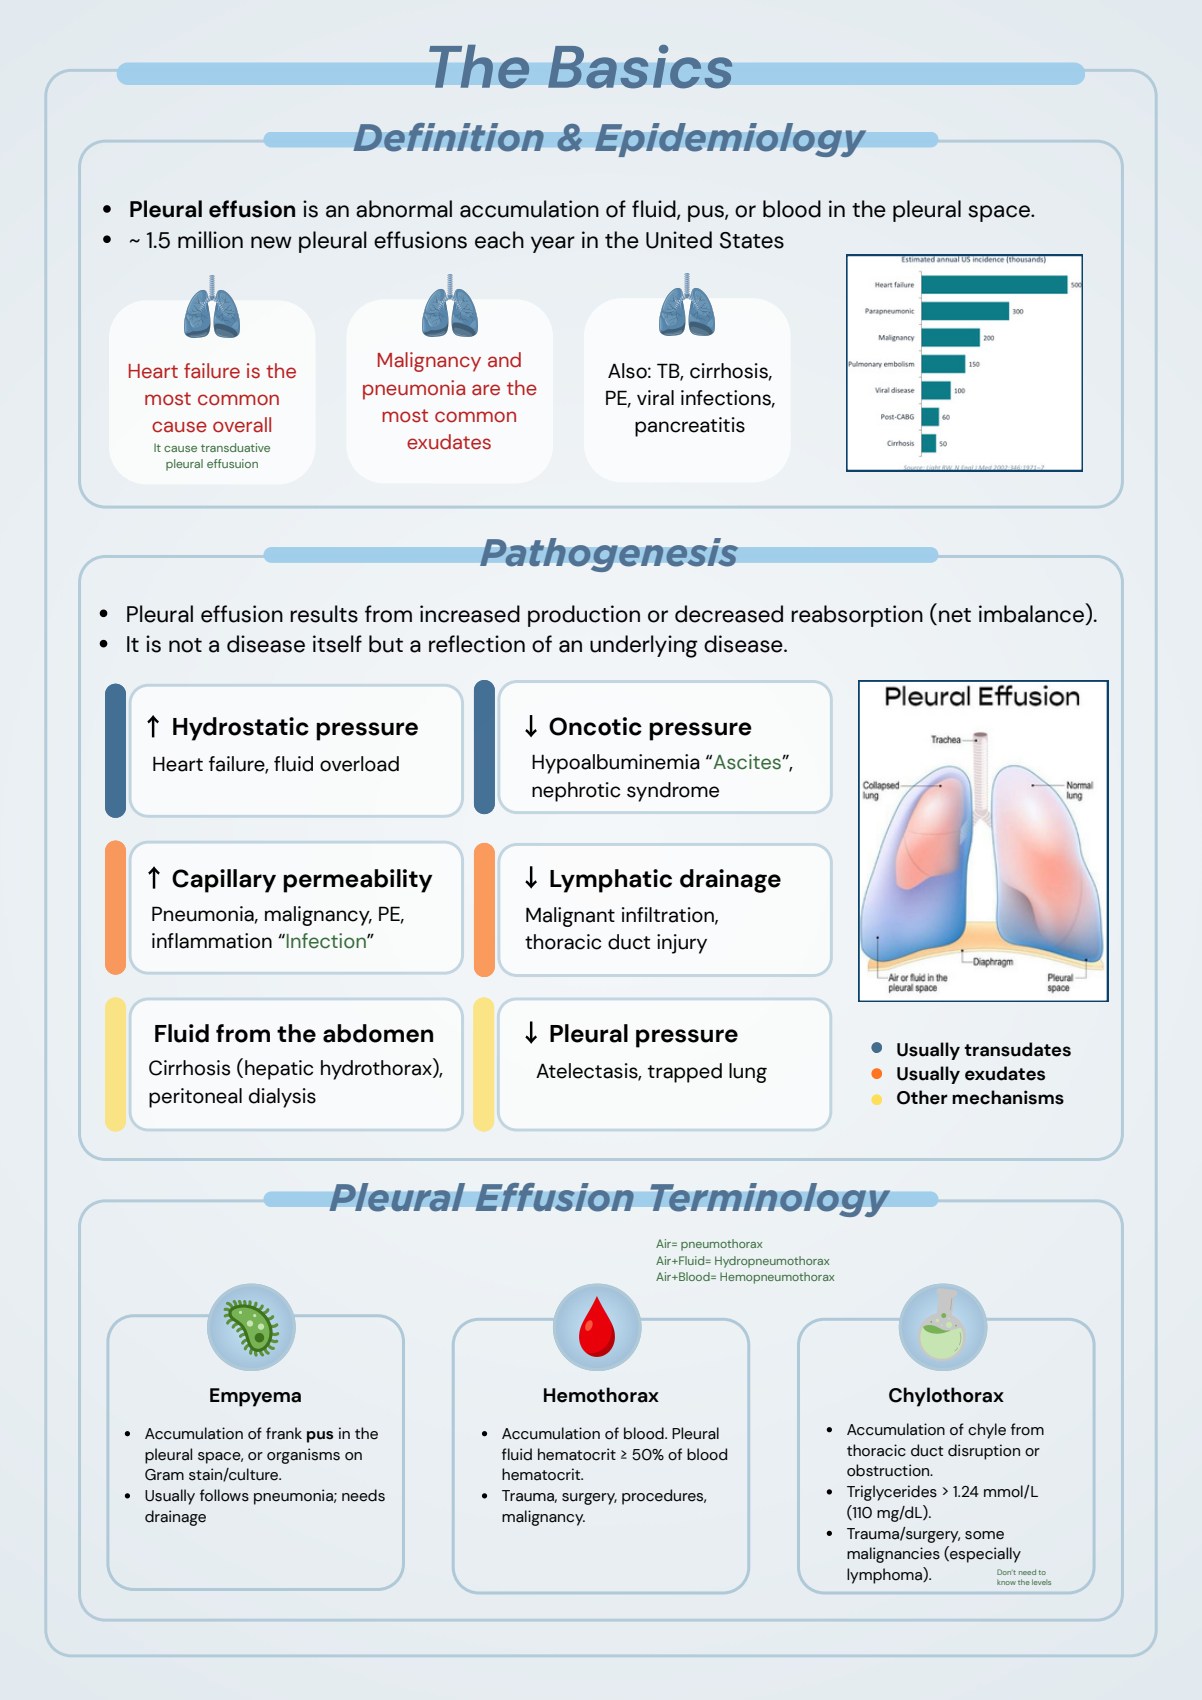 The Basics
Definition & Epidemiology
• Pleural effusion is an abnormal accumulation of fluid, pus, or blood in the pleural space.
• ~ 1.5 million new pleural effusions each year in the United States
Heart failure is the
most common
cause overall
It cause transduative
pleural effusuion
Malignancy and
pneumonia are the
most common
exudates
Also: TB, cirrhosis,
PE, viral infections,
pancreatitis
Estimated annual US incidence (thousands)
Heart failure 500
Parapneumonic 300
Malignancy 200
Pulmonary embolism 150
Viral disease 100
Post-CABG 60
Cirrhosis 50
Source: Light RW. N Engl J Med 2002;346:1971–7
Pathogenesis
• Pleural effusion results from increased production or decreased reabsorption (net imbalance).
• It is not a disease itself but a reflection of an underlying disease.
↑ Hydrostatic pressure
Heart failure, fluid overload
↓ Oncotic pressure
Hypoalbuminemia “Ascites”,
nephrotic syndrome
↑ Capillary permeability
Pneumonia, malignancy, PE,
inflammation “Infection”
↓ Lymphatic drainage
Malignant infiltration,
thoracic duct injury
Fluid from the abdomen
Cirrhosis (hepatic hydrothorax),
peritoneal dialysis
↓ Pleural pressure
Atelectasis, trapped lung
Pleural Effusion
Trachea
Collapsed
lung
Normal
lung
Diaphragm
Air or fluid in the
pleural space
Pleural
space
Usually transudates
Usually exudates
Other mechanisms
Pleural Effusion Terminology
Air= pneumothorax
Air+Fluid= Hydropneumothorax
Air+Blood= Hemopneumothorax
Empyema
• Accumulation of frank pus in the
pleural space, or organisms on
Gram stain/culture.
• Usually follows pneumonia; needs
drainage
Hemothorax
• Accumulation of blood. Pleural
fluid hematocrit ≥ 50% of blood
hematocrit.
• Trauma, surgery, procedures,
malignancy.
Chylothorax
• Accumulation of chyle from
thoracic duct disruption or
obstruction.
• Triglycerides > 1.24 mmol/L
(110 mg/dL).
• Trauma/surgery, some
malignancies (especially
lymphoma).
Don't need to
know the levels